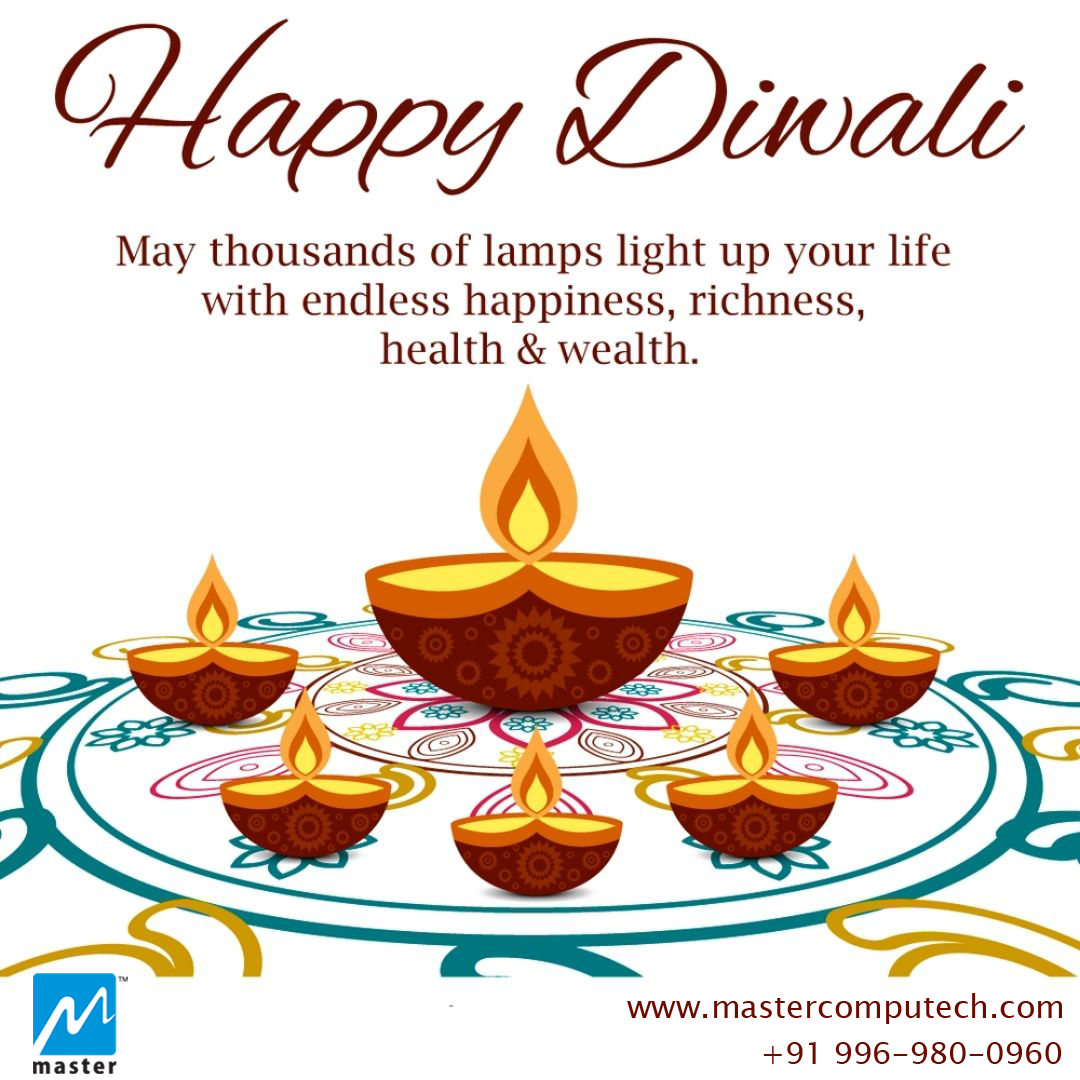 Happy Diwali
May thousands of lamps light up your life
with endless happiness, richness,
health & wealth.
TM
master
www.mastercomputech.com
+91 996-980-0960